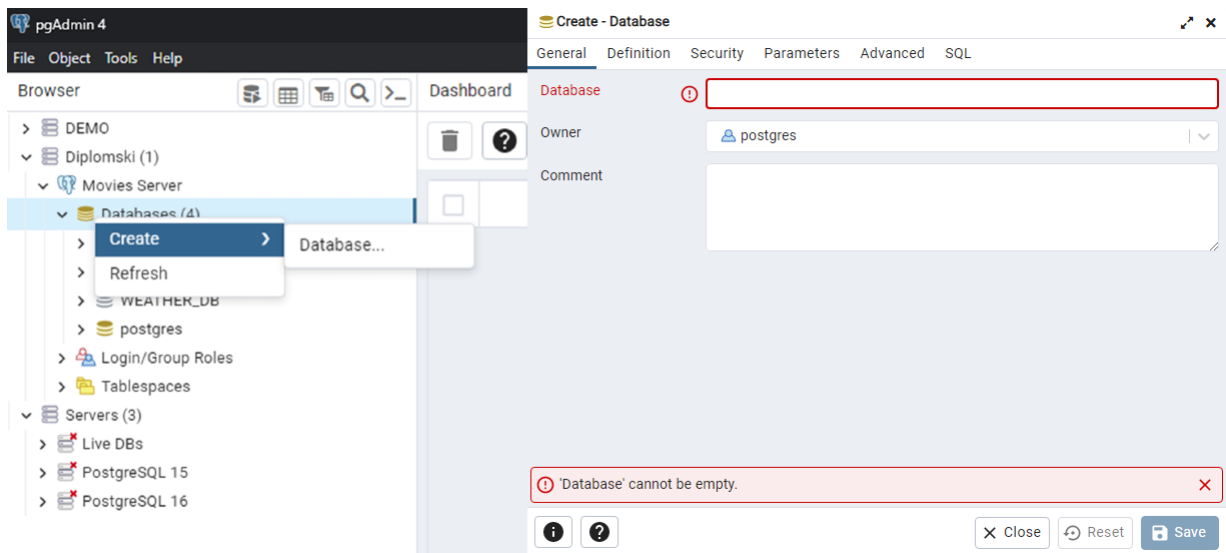 pgAdmin 4
File Object Tools Help
Browser
DEMO
Diplomski (1)
Movies Server
Databases (4)
Create
Database...
Refresh
WEATHER_DB
postgres
Login/Group Roles
Tablespaces
Servers (3)
Live DBs
PostgreSQL 15
PostgreSQL 16
Dashboard
Create - Database
General Definition Security Parameters Advanced SQL
Database
Owner postgres
Comment
'Database' cannot be empty.
Close Reset Save